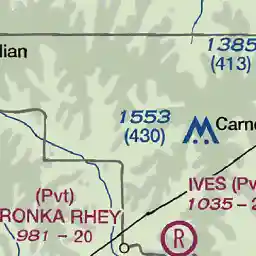 lian
1385
(413)
1553
(430)
Carne
(Pvt)
RONKA RHEY
981 - 20
IVES (Pv
1035 - 2
R